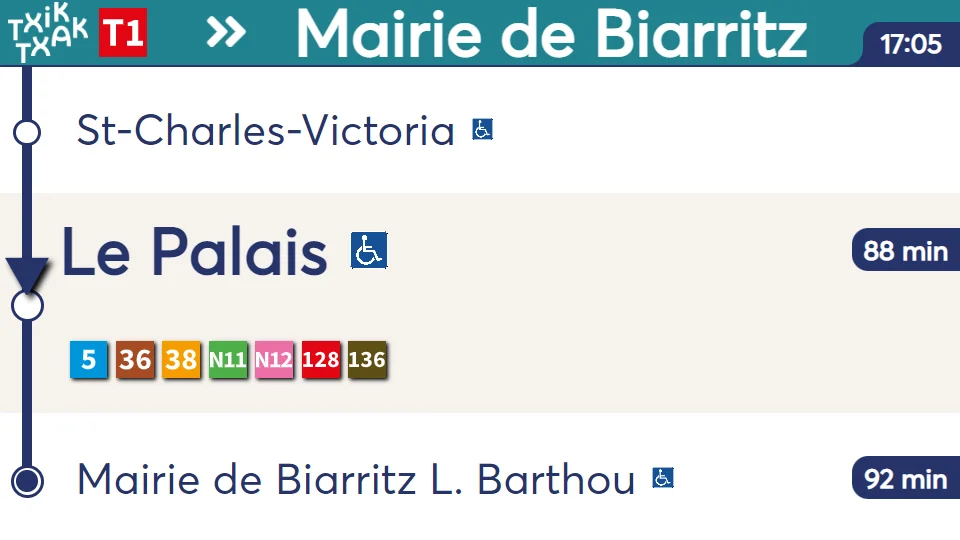 TXIK TXAK T1 >> Mairie de Biarritz 17:05
St-Charles-Victoria
Le Palais 88 min
5 36 38 N11 N12 128 136
Mairie de Biarritz L. Barthou 92 min